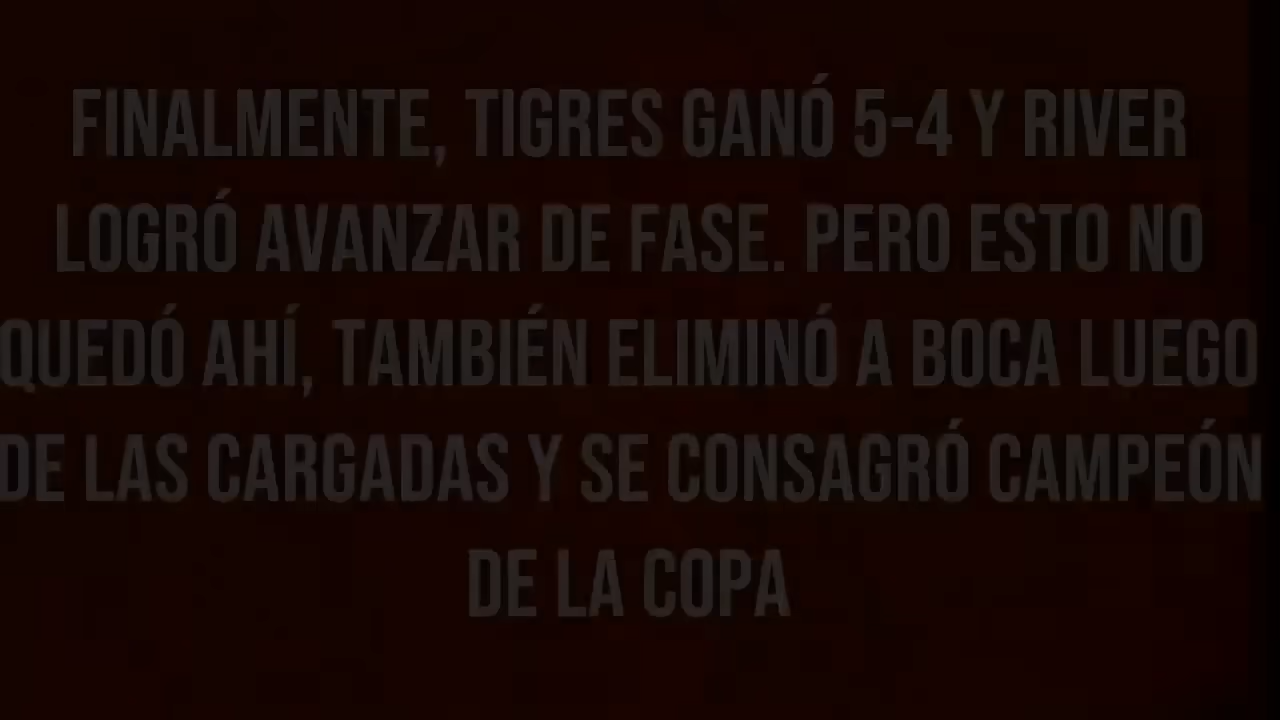 FINALMENTE, TIGRES GANÓ 5-4 Y RIVER
LOGRÓ AVANZAR DE FASE. PERO ESTO NO
QUEDÓ AHÍ, TAMBIÉN ELIMINÓ A BOCA LUEGO
DE LAS CARGADAS Y SE CONSAGRÓ CAMPEÓN
DE LA COPA